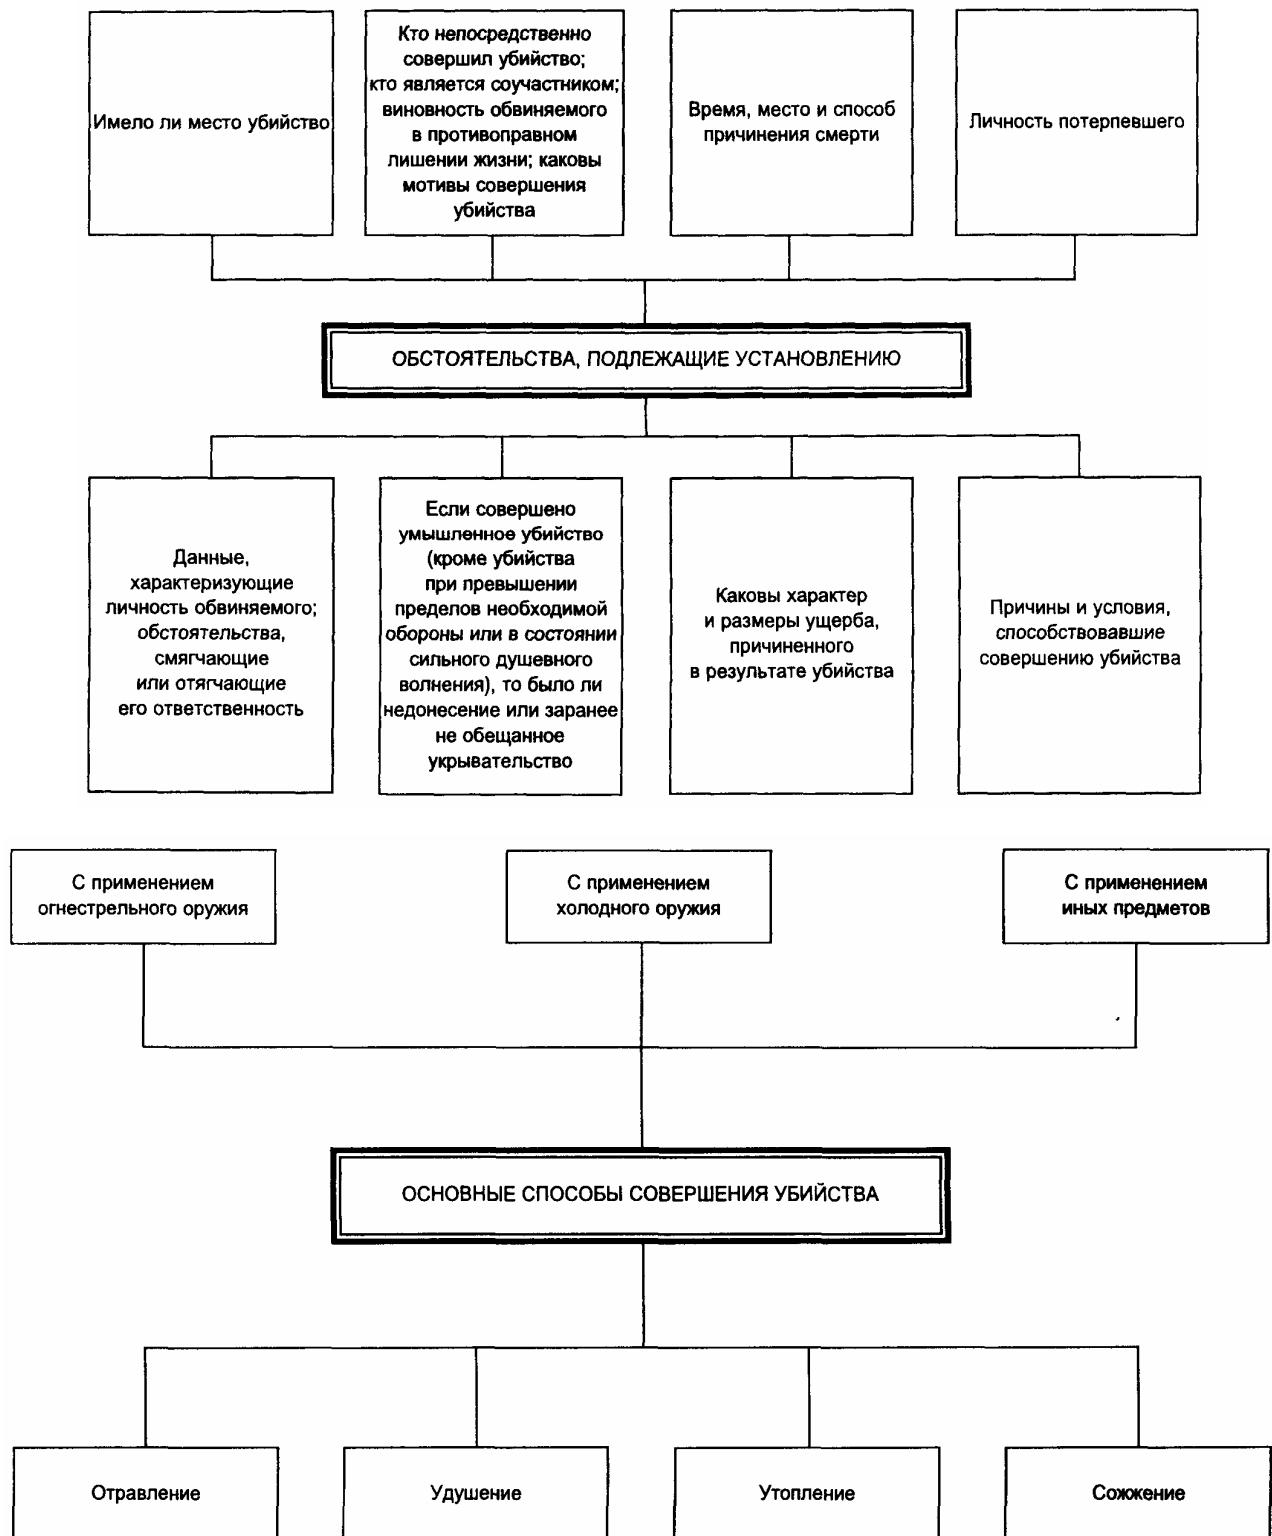 Имело ли место убийство
Кто непосредственно
совершил убийство;
кто является соучастником;
виновность обвиняемого
в противоправном
лишении жизни; каковы
мотивы совершения
убийства
Время, место и способ
причинения смерти
Личность потерпевшего
ОБСТОЯТЕЛЬСТВА, ПОДЛЕЖАЩИЕ УСТАНОВЛЕНИЮ
Данные,
характеризующие
личность обвиняемого;
обстоятельства,
смягчающие
или отягчающие
его ответственность
Если совершено
умышленное убийство
(кроме убийства
при превышении
пределов необходимой
обороны или в состоянии
сильного душевного
волнения), то было ли
недонесение или заранее
не обещанное
укрывательство
Каковы характер
и размеры ущерба,
причиненного
в результате убийства
Причины и условия,
способствовавшие
совершению убийства
С применением
огнестрельного оружия
С применением
холодного оружия
С применением
иных предметов
ОСНОВНЫЕ СПОСОБЫ СОВЕРШЕНИЯ УБИЙСТВА
Отравление
Удушение
Утопление
Сожжение